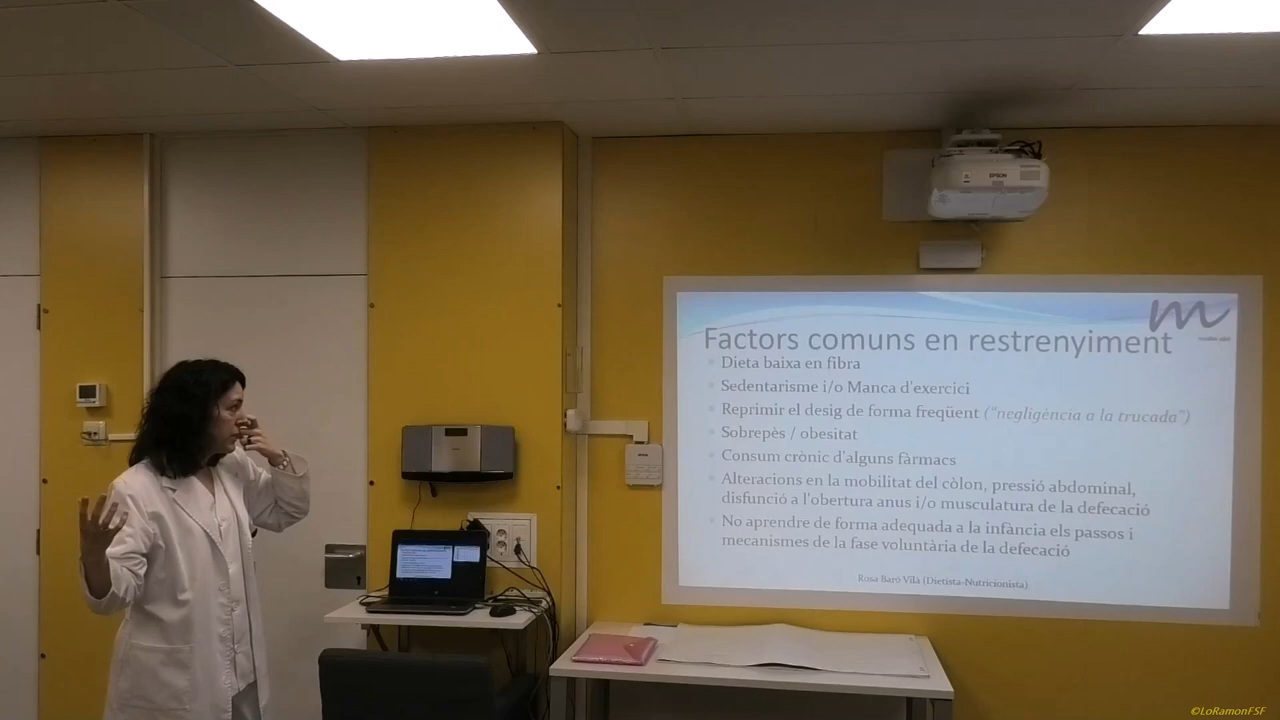 EPSON
Factors comuns en restrenyiment
Dieta baixa en fibra
Sedentarisme i/o Manca d'exercici
Reprimir el desig de forma freqüent ("negligència a la trucada")
Sobrepès / obesitat
Consum crònic d'alguns fàrmacs
Alteracions en la mobilitat del còlon, pressió abdominal,
disfunció a l'obertura anus i/o musculatura de la defecació
No aprendre de forma adequada a la infància els passos i
mecanismes de la fase voluntària de la defecació
Rosa Baró Vilà (Dietista-Nutricionista)
©LoRamonFSF